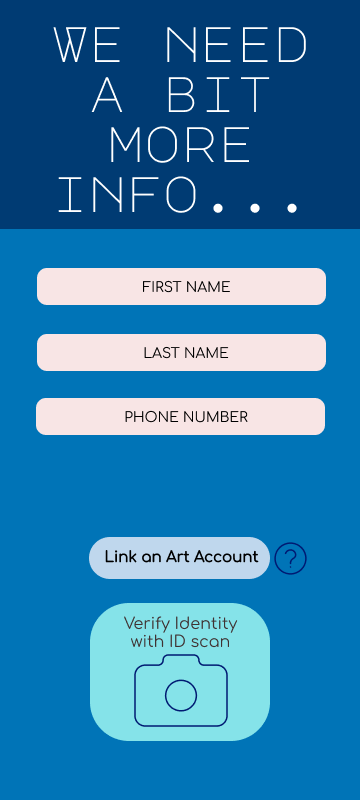 WE NEED
A BIT
MORE
INFO...
FIRST NAME
LAST NAME
PHONE NUMBER
Link an Art Account ?
Verify Identity
with ID scan